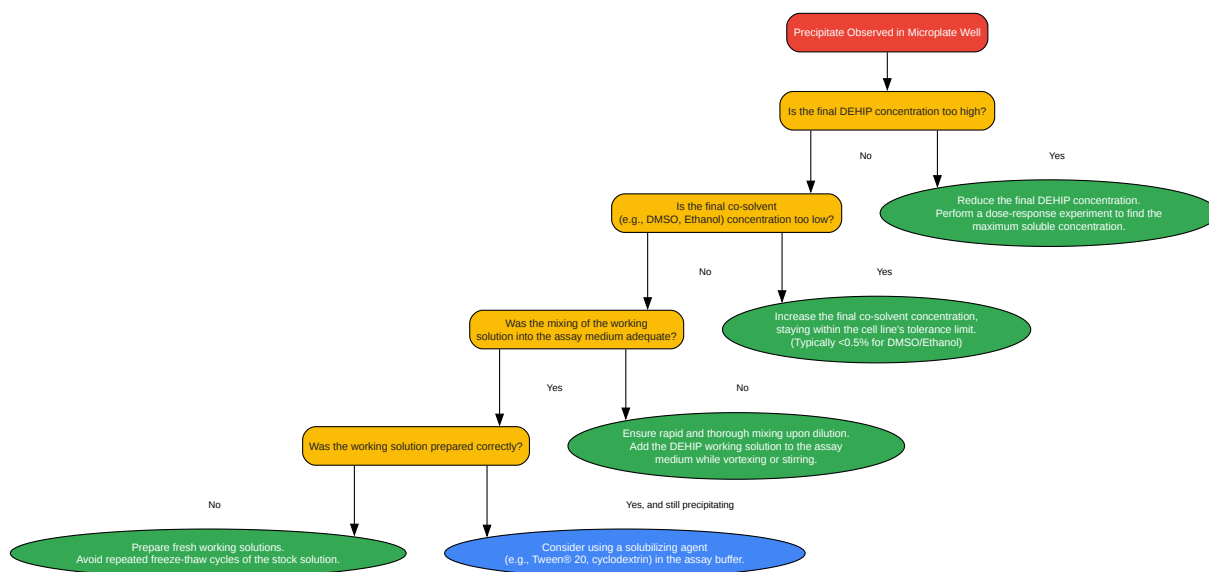 Precipitate Observed in Microplate Well
Is the final DEHIP concentration too high?
No
Yes
Reduce the final DEHIP concentration.
Perform a dose-response experiment to find the
maximum soluble concentration.
Is the final co-solvent
(e.g., DMSO, Ethanol) concentration too low?
No
Yes
Increase the final co-solvent concentration,
staying within the cell line's tolerance limit.
(Typically <0.5% for DMSO/Ethanol)
Was the mixing of the working
solution into the assay medium adequate?
Yes
No
Ensure rapid and thorough mixing upon dilution.
Add the DEHIP working solution to the assay
medium while vortexing or stirring.
Was the working solution prepared correctly?
No
Yes, and still precipitating
Prepare fresh working solutions.
Avoid repeated freeze-thaw cycles of the stock solution.
Consider using a solubilizing agent
(e.g., Tween® 20, cyclodextrin) in the assay buffer.